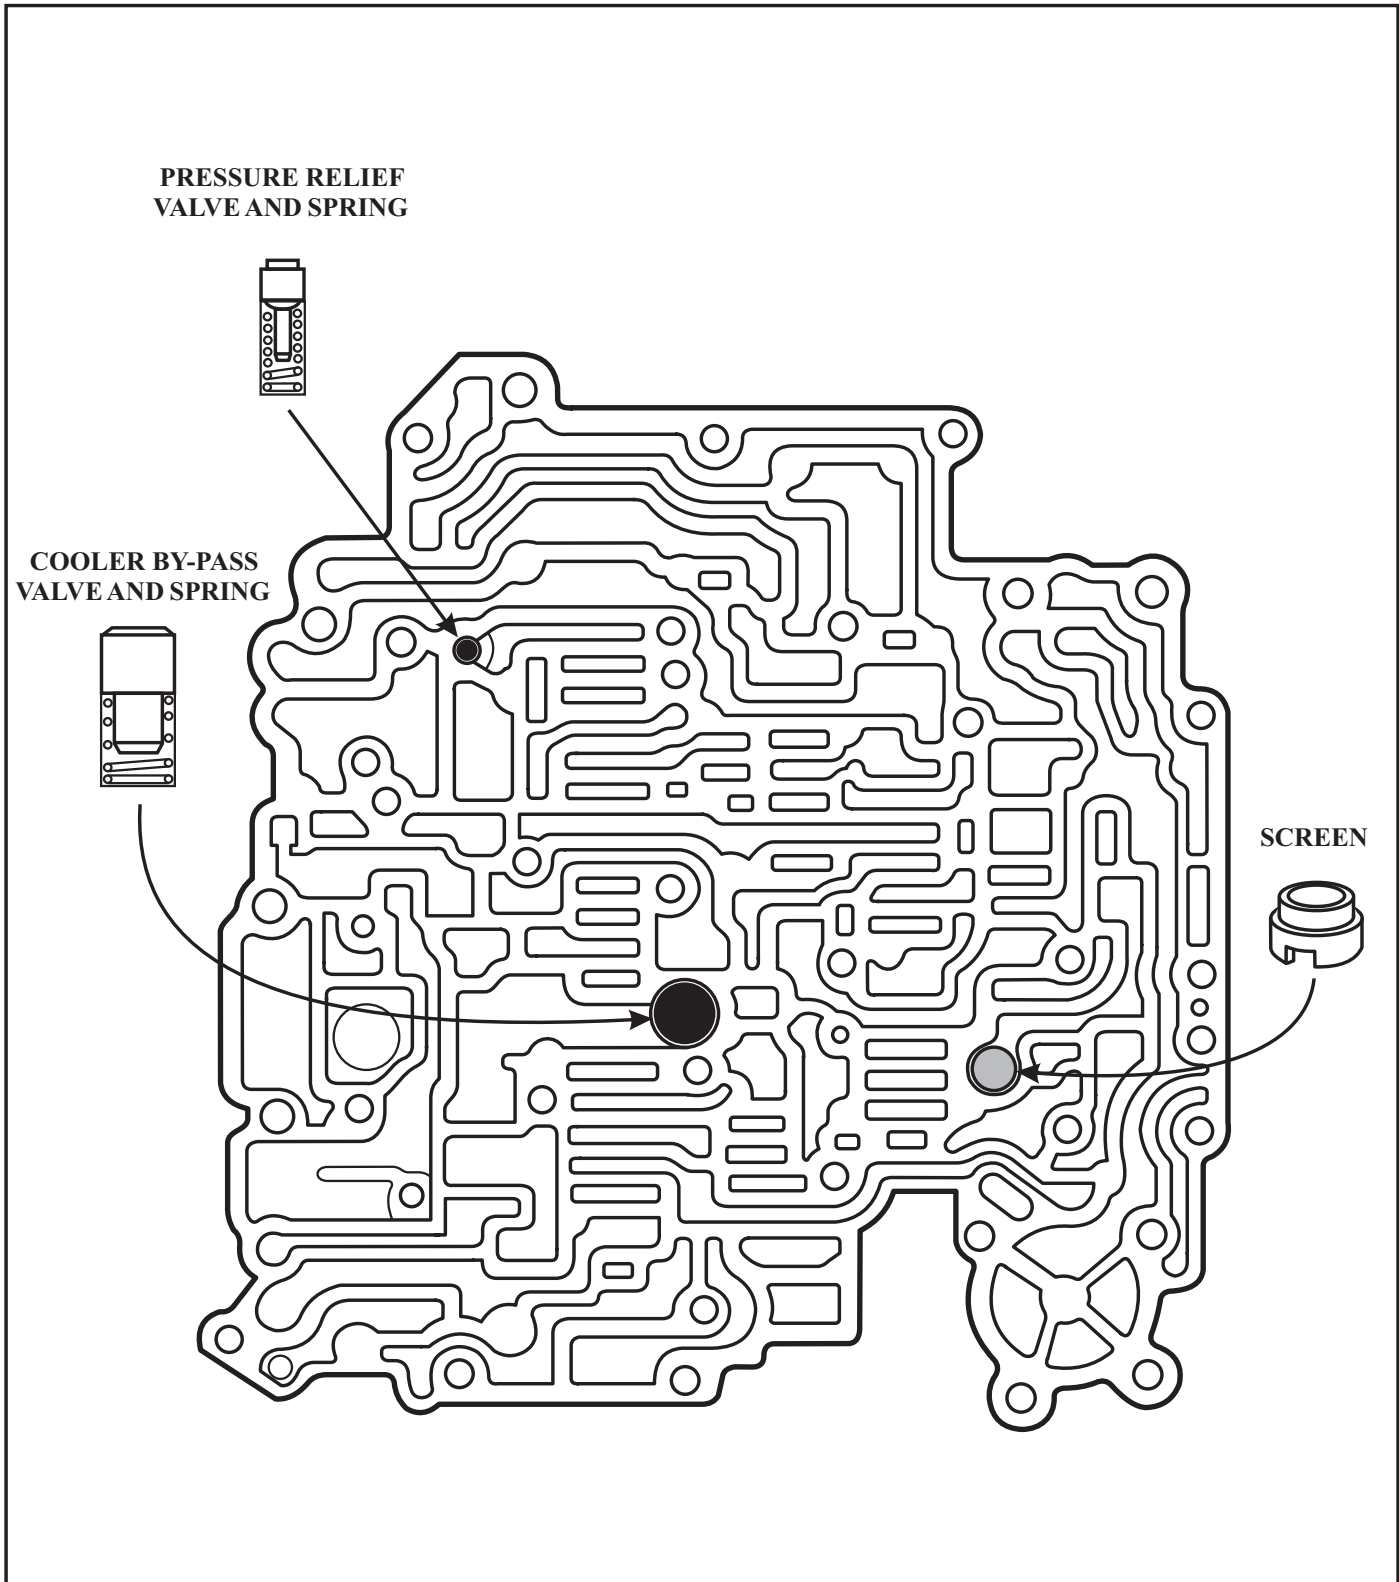 PRESSURE RELIEF
VALVE AND SPRING
COOLER BY-PASS
VALVE AND SPRING
SCREEN